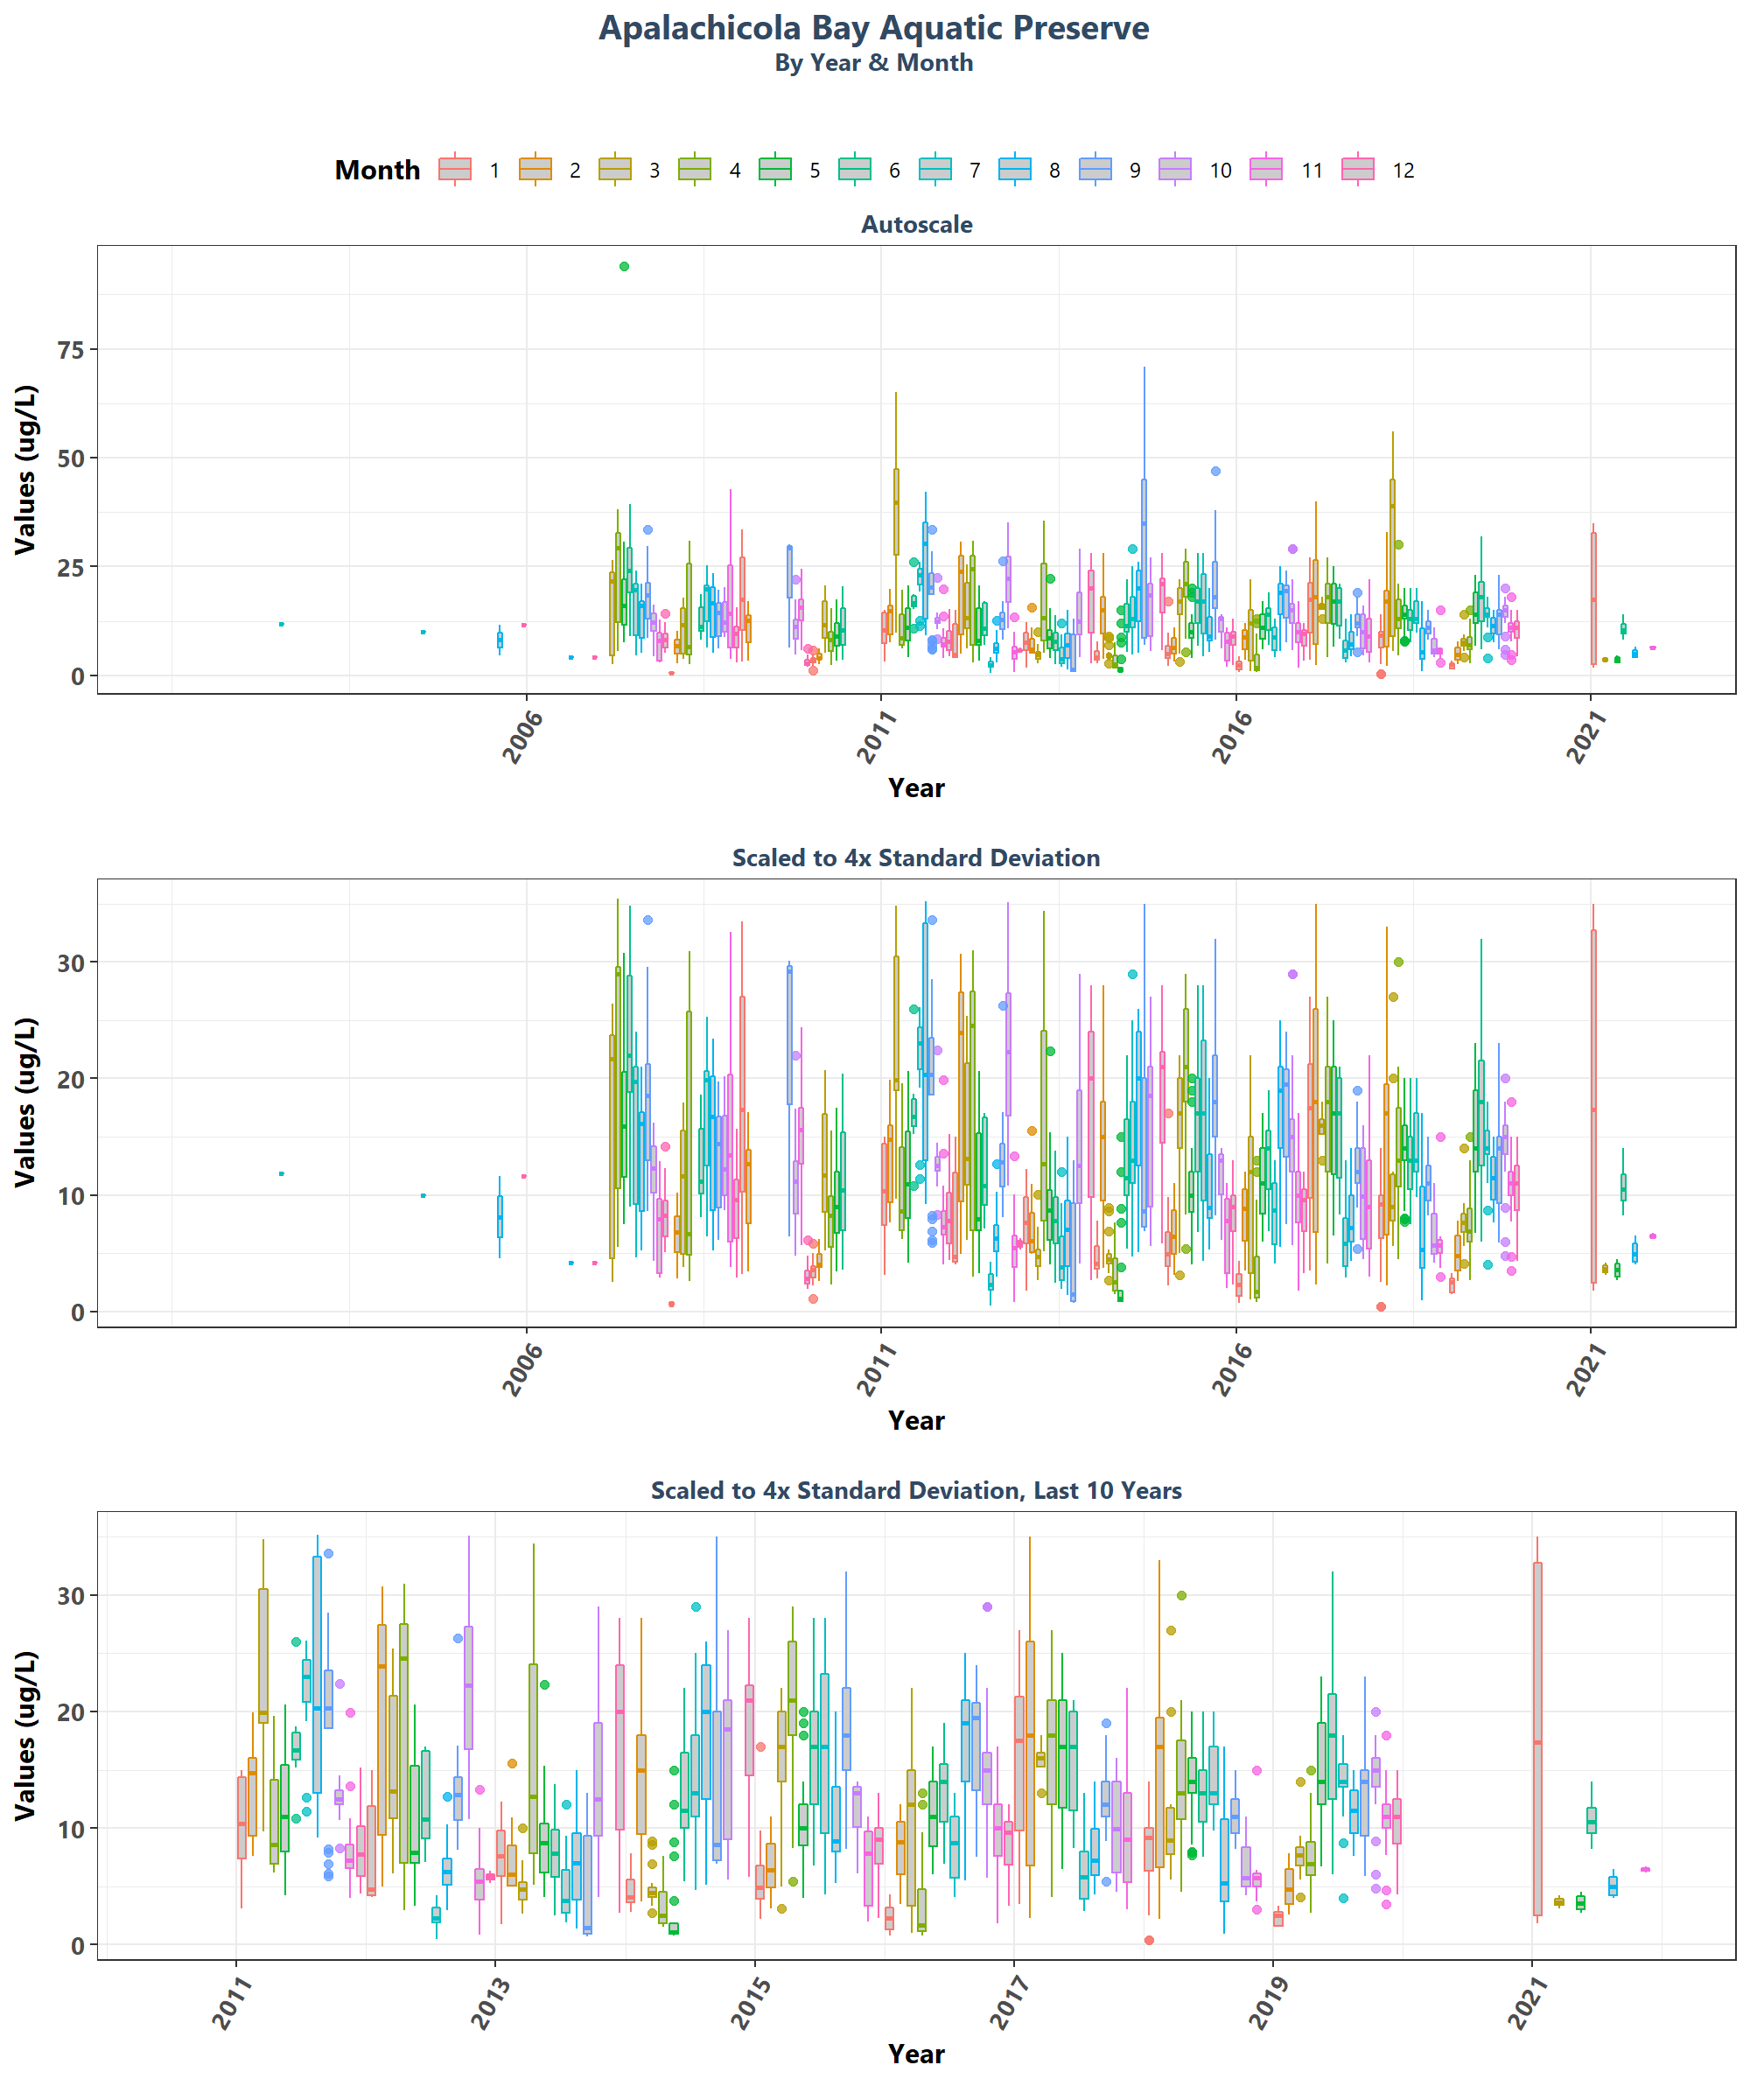 Apalachicola Bay Aquatic Preserve
By Year & Month
Month 1 2 3 4 5 6 7 8 9 10 11 12
Autoscale
Values (ug/L)
75
50
25
0
2006 2011 2016 2021
Year
Scaled to 4x Standard Deviation
Values (ug/L)
30
20
10
0
2006 2011 2016 2021
Year
Scaled to 4x Standard Deviation, Last 10 Years
Values (ug/L)
30
20
10
0
2011 2013 2015 2017 2019 2021
Year